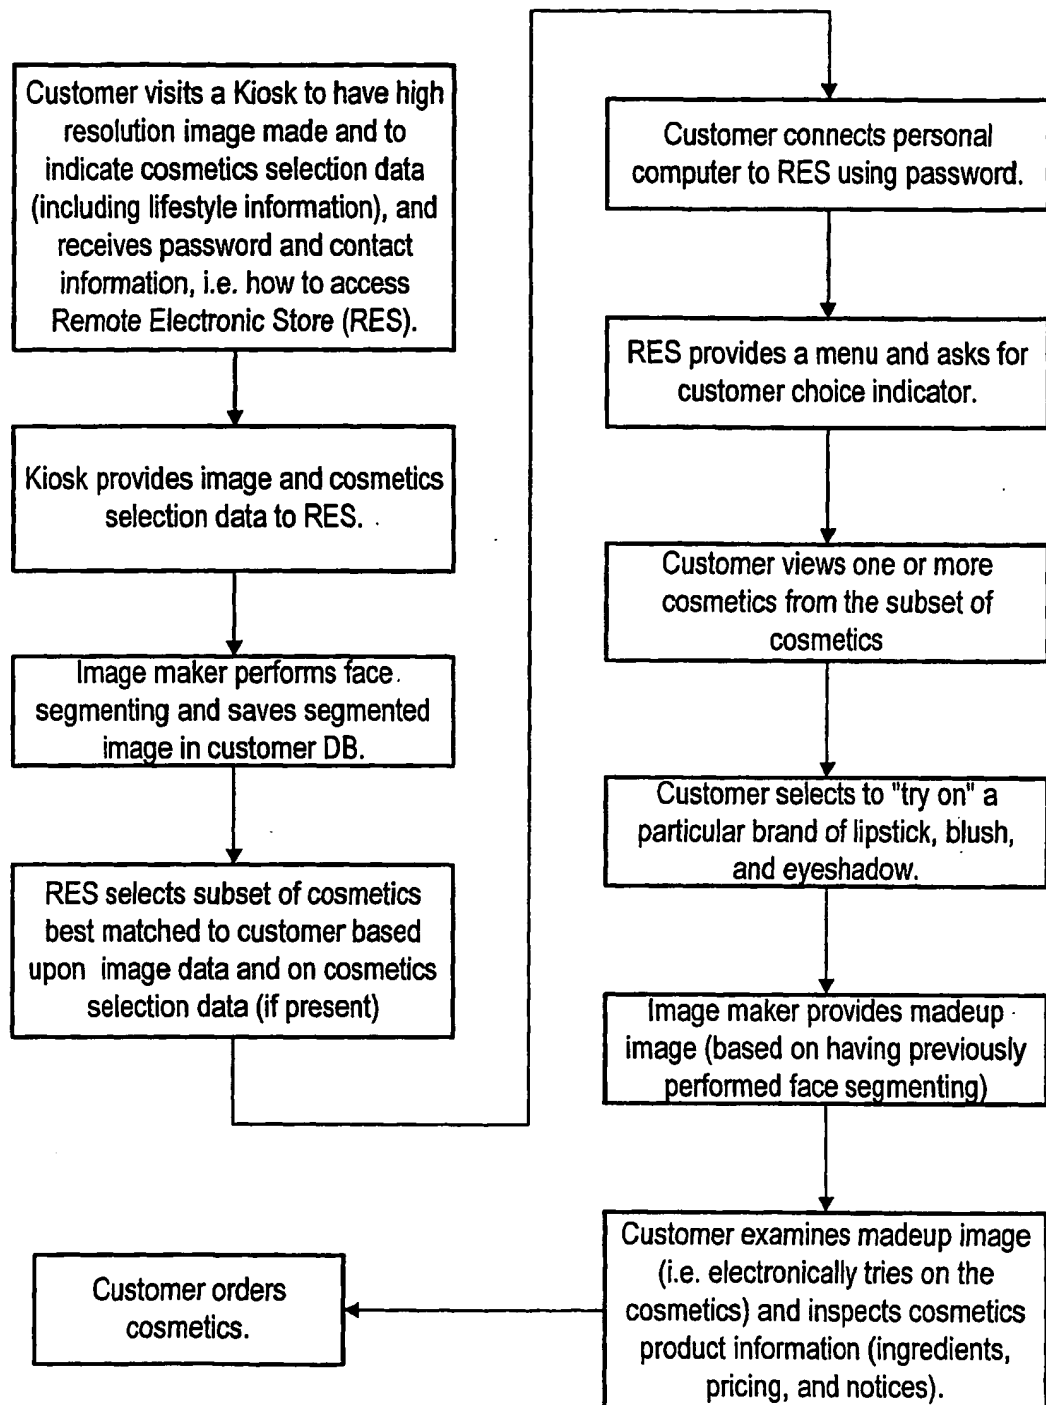 Customer visits a Kiosk to have high
resolution image made and to
indicate cosmetics selection data
(including lifestyle information), and
receives password and contact
information, i.e. how to access
Remote Electronic Store (RES).
Kiosk provides image and cosmetics
selection data to RES.
Image maker performs face
segmenting and saves segmented
image in customer DB.
RES selects subset of cosmetics
best matched to customer based
upon image data and on cosmetics
selection data (if present)
Customer connects personal
computer to RES using password.
RES provides a menu and asks for
customer choice indicator.
Customer views one or more
cosmetics from the subset of
cosmetics
Customer selects to "try on" a
particular brand of lipstick, blush,
and eyeshadow.
Image maker provides madeup
image (based on having previously
performed face segmenting)
Customer examines madeup image
(i.e. electronically tries on the
cosmetics) and inspects cosmetics
product information (ingredients,
pricing, and notices).
Customer orders
cosmetics.